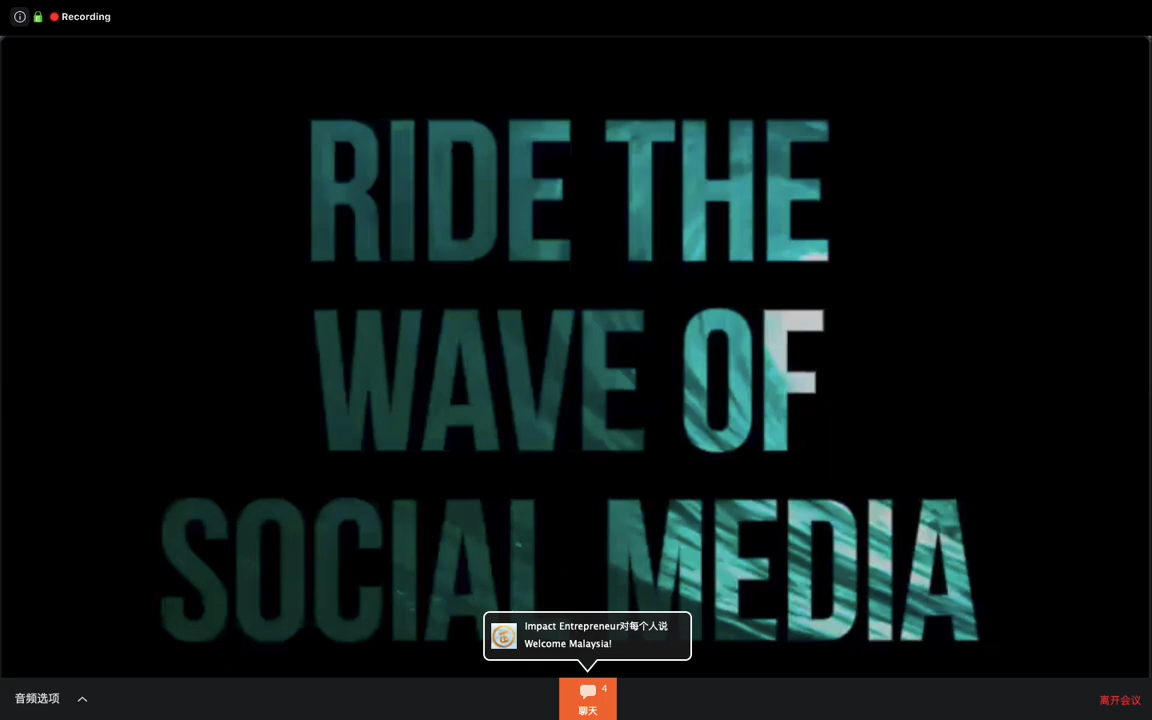 Recording
RIDE THE
WAVE OF
SOCIAL MEDIA
Impact Entrepreneur对每个人说
Welcome Malaysia!
音频选项
4
聊天
离开会议